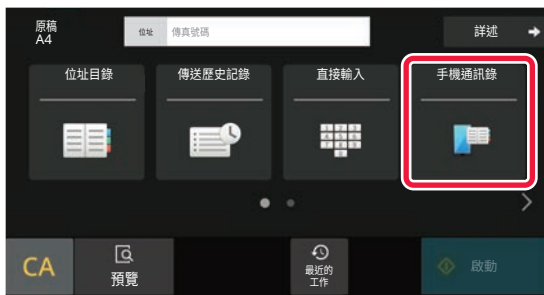 原稿
A4
位址 傳真號碼
詳述
位址目錄
傳送歷史記錄
直接輸入
手機通訊錄
CA
預覽
最近的
工作
啟動